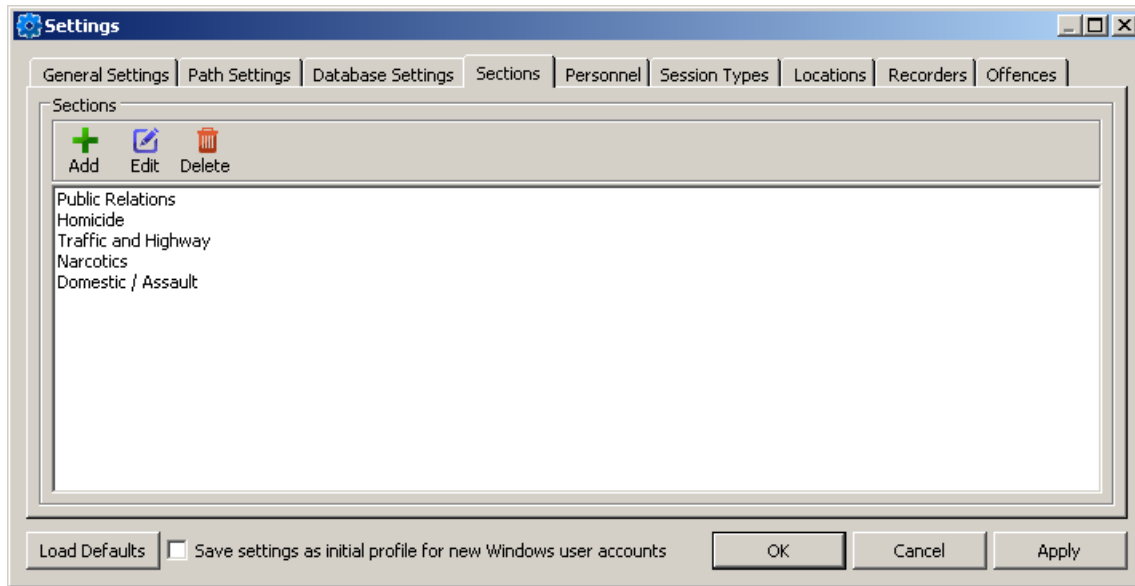 Settings
General Settings Path Settings Database Settings Sections Personnel Session Types Locations Recorders Offences
Sections
Add Edit Delete
Public Relations
Homicide
Traffic and Highway
Narcotics
Domestic / Assault
Load Defaults Save settings as initial profile for new Windows user accounts OK Cancel Apply